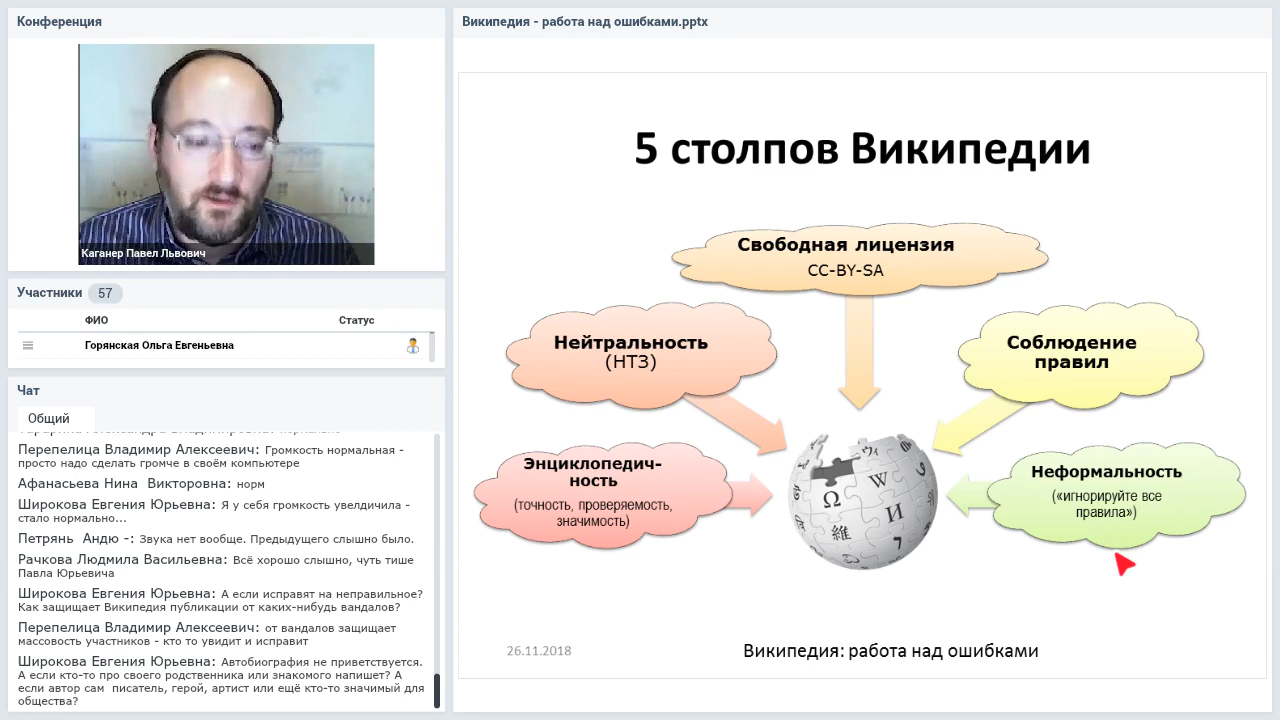 Конференция
Каганер Павел Львович
Участники 57
ФИО Статус
Горянская Ольга Евгеньевна
Чат
Общий
Перепелица Владимир Алексеевич: Громкость нормальная -
просто надо сделать громче в своём компьютере
Афанасьева Нина Викторовна: норм
Широкова Евгения Юрьевна: Я у себя громкость увелдичила -
стало нормально...
Петрянь Андю -: Звука нет вообще. Предыдущего слышно было.
Рачкова Людмила Васильевна: Всё хорошо слышно, чуть тише
Павла Юрьевича
Широкова Евгения Юрьевна: А если исправят на неправильное?
Как защищает Википедия публикации от каких-нибудь вандалов?
Перепелица Владимир Алексеевич: от вандалов защищает
массовость участников - кто то увидит и исправит
Широкова Евгения Юрьевна: Автобиография не приветствуется.
А если кто-то про своего родственника или знакомого напишет? А
если автор сам писатель, герой, артист или ещё кто-то значимый для
общества?
Википедия - работа над ошибками.pptx
5 столпов Википедии
Свободная лицензия
CC-BY-SA
Нейтральность
(НТЗ)
Соблюдение
правил
Энциклопедич-
ность
(точность, проверяемость,
значимость)
Неформальность
(«игнорируйте все
правила»)
Ω
W
И
維
26.11.2018
Википедия: работа над ошибками